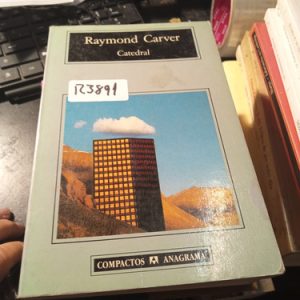 Raymond Carver
Catedral
R3891
COMPACTOS A ANAGRAMA